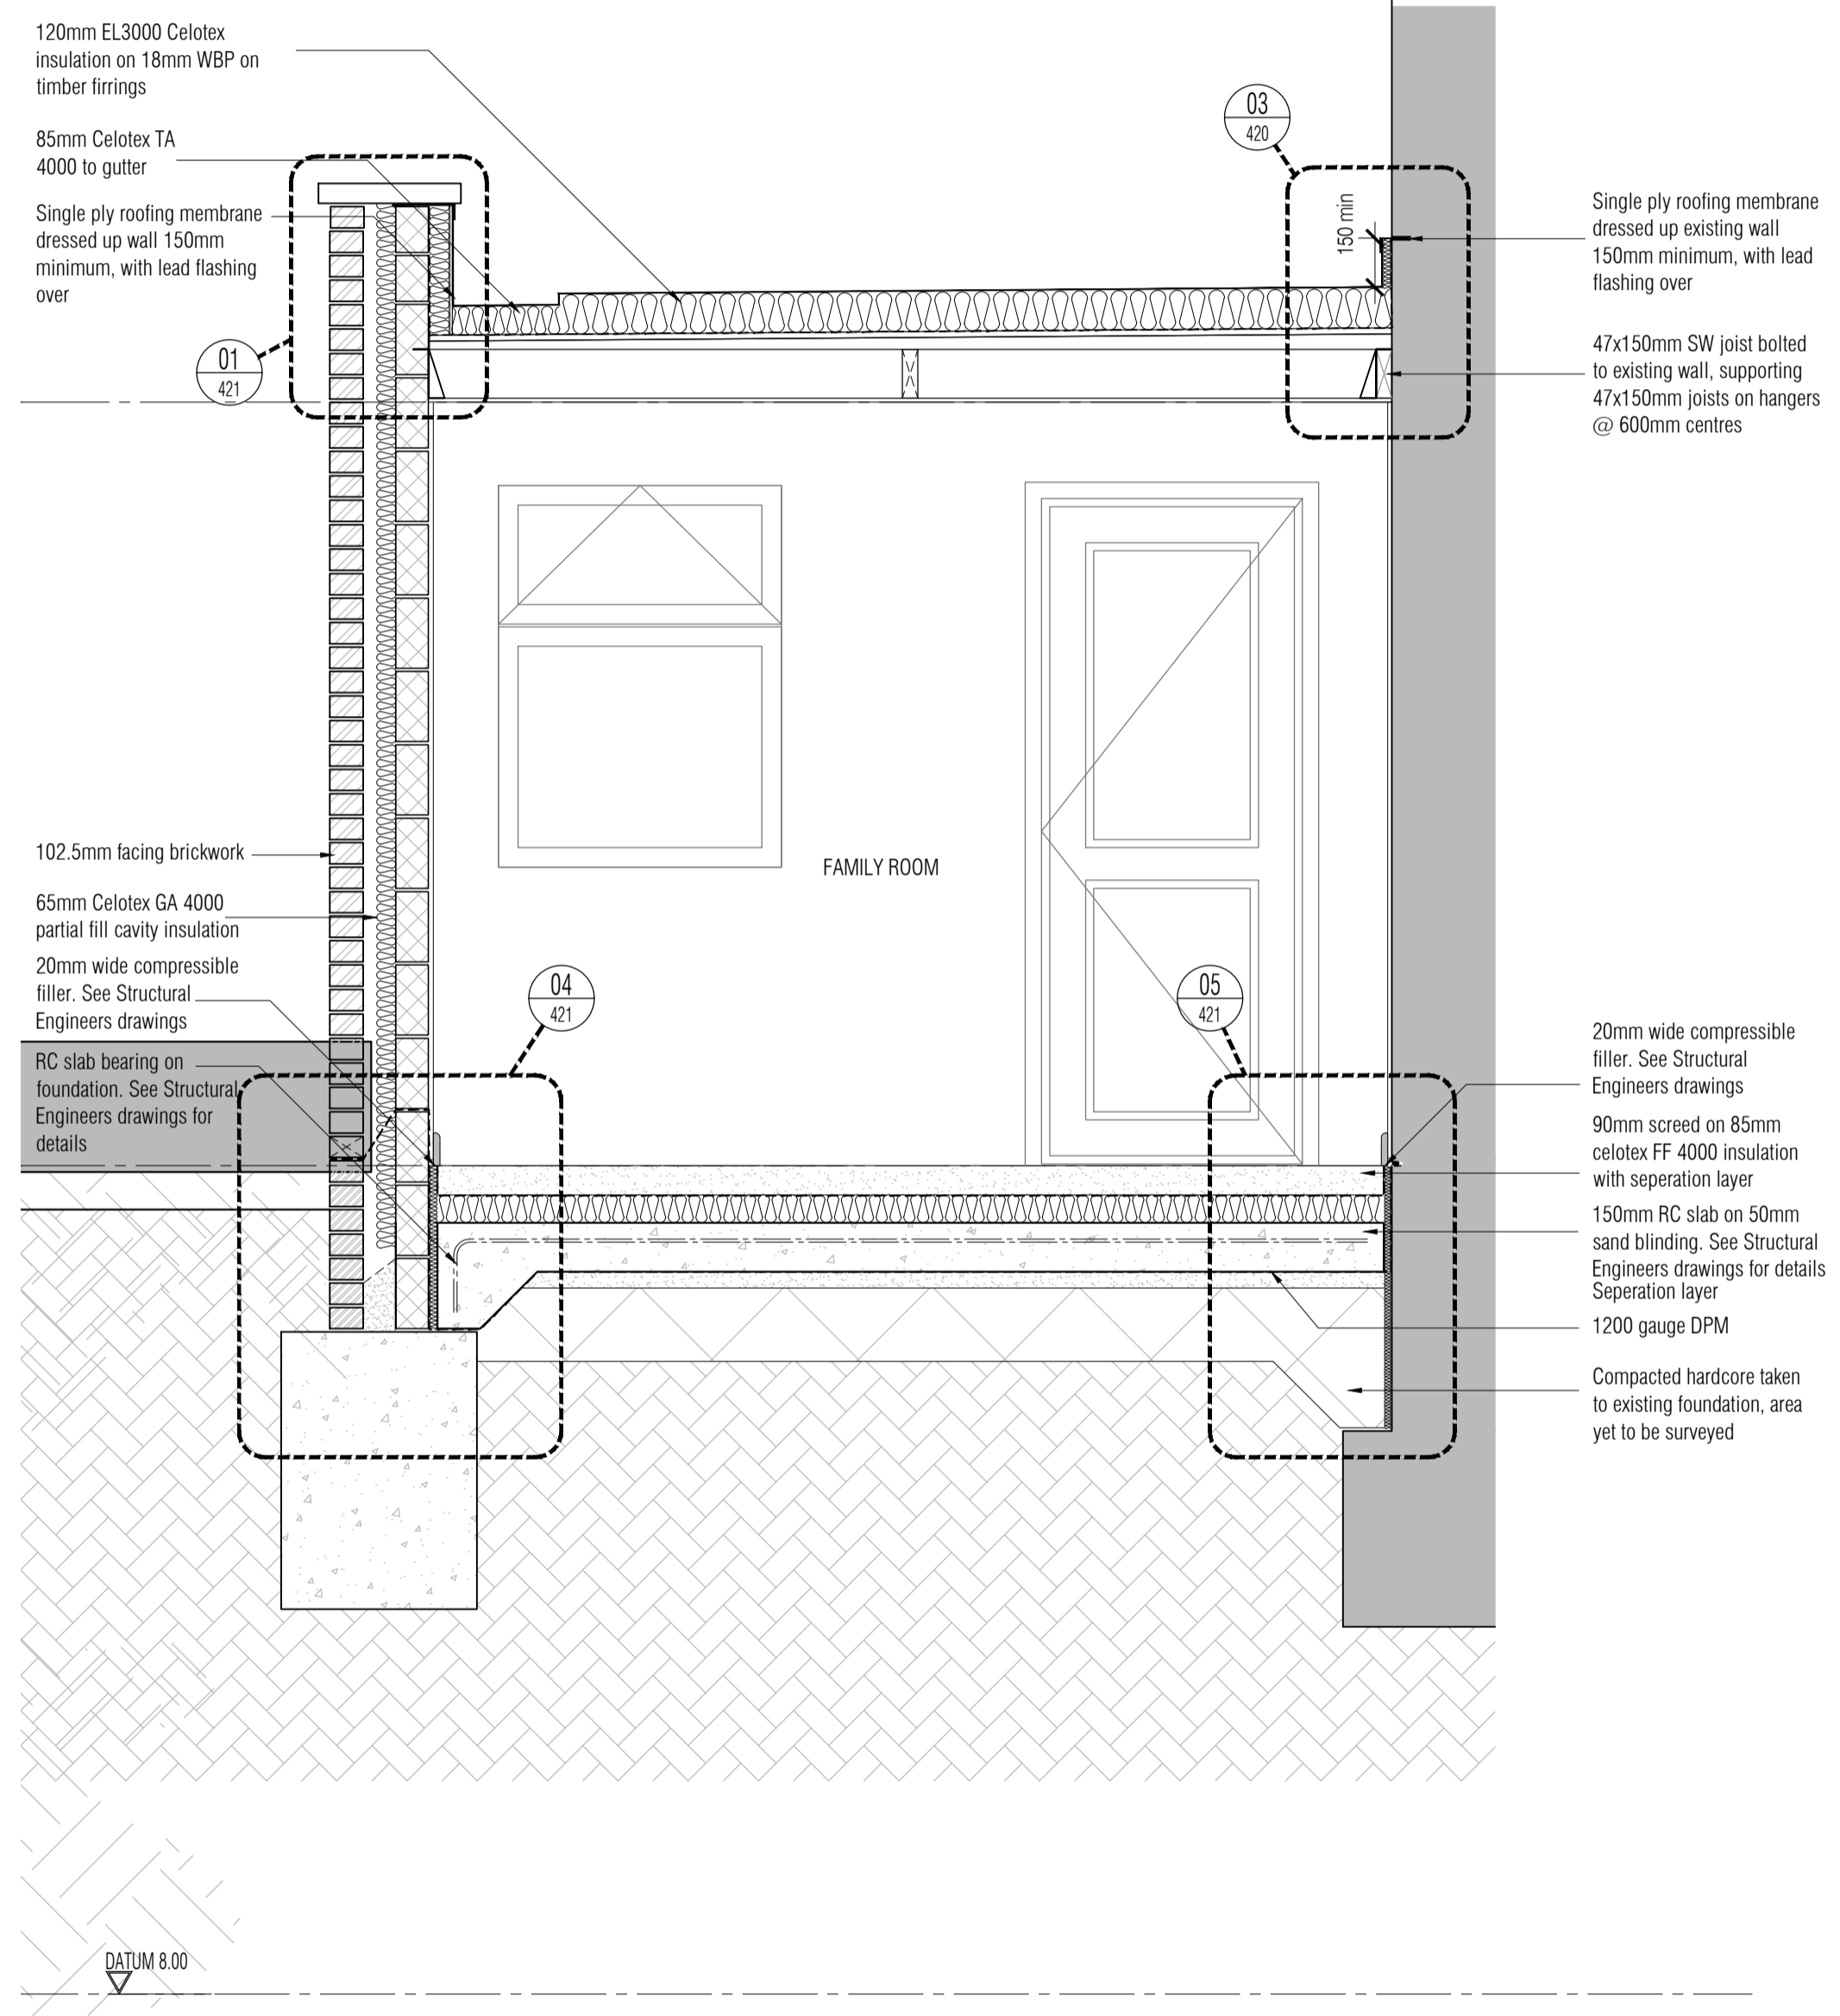 120mm EL3000 Celotex
insulation on 18mm WBP on
timber firrings
85mm Celotex TA
4000 to gutter
Single ply roofing membrane
dressed up wall 150mm
minimum, with lead flashing
over
01
421
03
420
150 min
Single ply roofing membrane
dressed up existing wall
150mm minimum, with lead
flashing over
47x150mm SW joist bolted
to existing wall, supporting
47x150mm joists on hangers
@ 600mm centres
102.5mm facing brickwork
65mm Celotex GA 4000
partial fill cavity insulation
20mm wide compressible
filler. See Structural
Engineers drawings
RC slab bearing on
foundation. See Structural
Engineers drawings for
details
FAMILY ROOM
04
421
05
421
20mm wide compressible
filler. See Structural
Engineers drawings
90mm screed on 85mm
celotex FF 4000 insulation
with seperation layer
150mm RC slab on 50mm
sand blinding. See Structural
Engineers drawings for details
Seperation layer
1200 gauge DPM
Compacted hardcore taken
to existing foundation, area
yet to be surveyed
DATUM 8.00